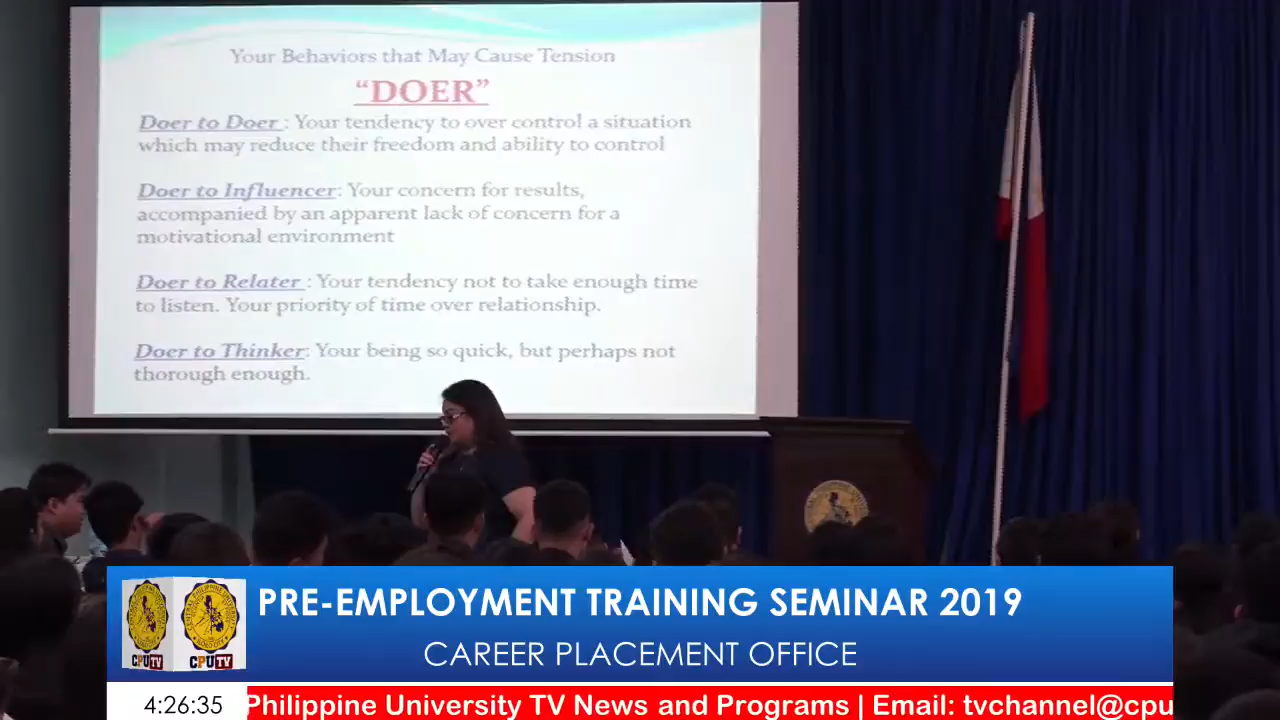 Your Behaviors that May Cause Tension
“DOER”
Doer to Doer : Your tendency to over control a situation
which may reduce their freedom and ability to control
Doer to Influencer: Your concern for results,
accompanied by an apparent lack of concern for a
motivational environment
Doer to Relater : Your tendency not to take enough time
to listen. Your priority of time over relationship.
Doer to Thinker: Your being so quick, but perhaps not
thorough enough.
PRE-EMPLOYMENT TRAINING SEMINAR 2019
CAREER PLACEMENT OFFICE
CPUTV
CPUTV
4:26:35
Philippine University TV News and Programs | Email: tvchannel@cpu